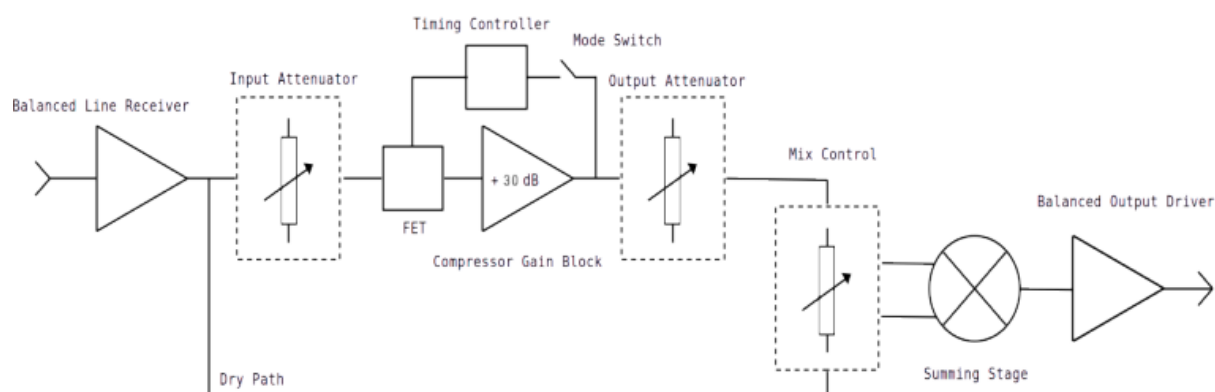 Timing Controller
Mode Switch
Input Attenuator
Output Attenuator
Balanced Line Receiver
Mix Control
+ 30 dB
Balanced Output Driver
FET
Compressor Gain Block
Dry Path
Summing Stage